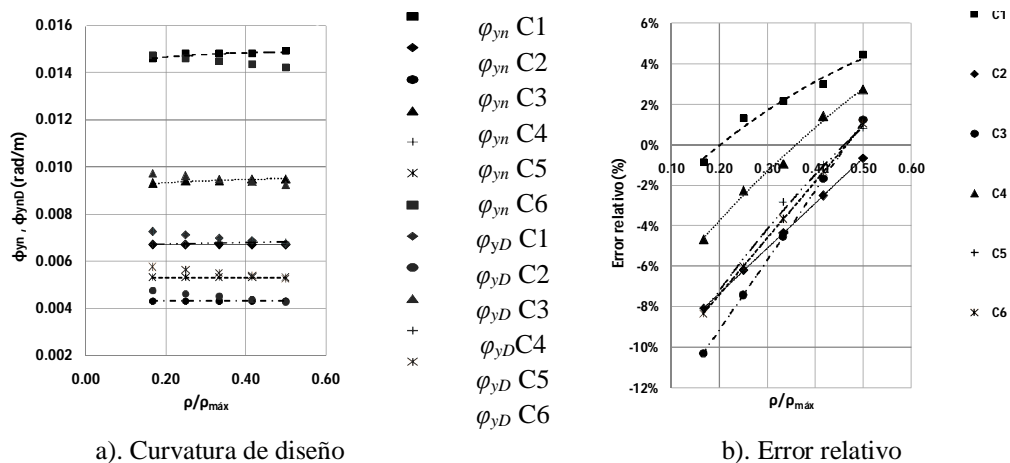 0.016
0.014
0.012
0.010
0.008
0.006
0.004
0.002
ϕyn , ϕynD (rad/m)
0.00 0.20 0.40 0.60
ρ/ρmáx
φyn C1
φyn C2
φyn C3
φyn C4
φyn C5
φyn C6
φyD C1
φyD C2
φyD C3
φyDC4
φyD C5
φyD C6
a). Curvatura de diseño
6%
4%
2%
0%
-2%
-4%
-6%
-8%
-10%
-12%
Error relativo (%)
0.00 0.10 0.20 0.30 0.40 0.50 0.60
ρ/ρmáx
C1
C2
C3
C4
C5
C6
b). Error relativo